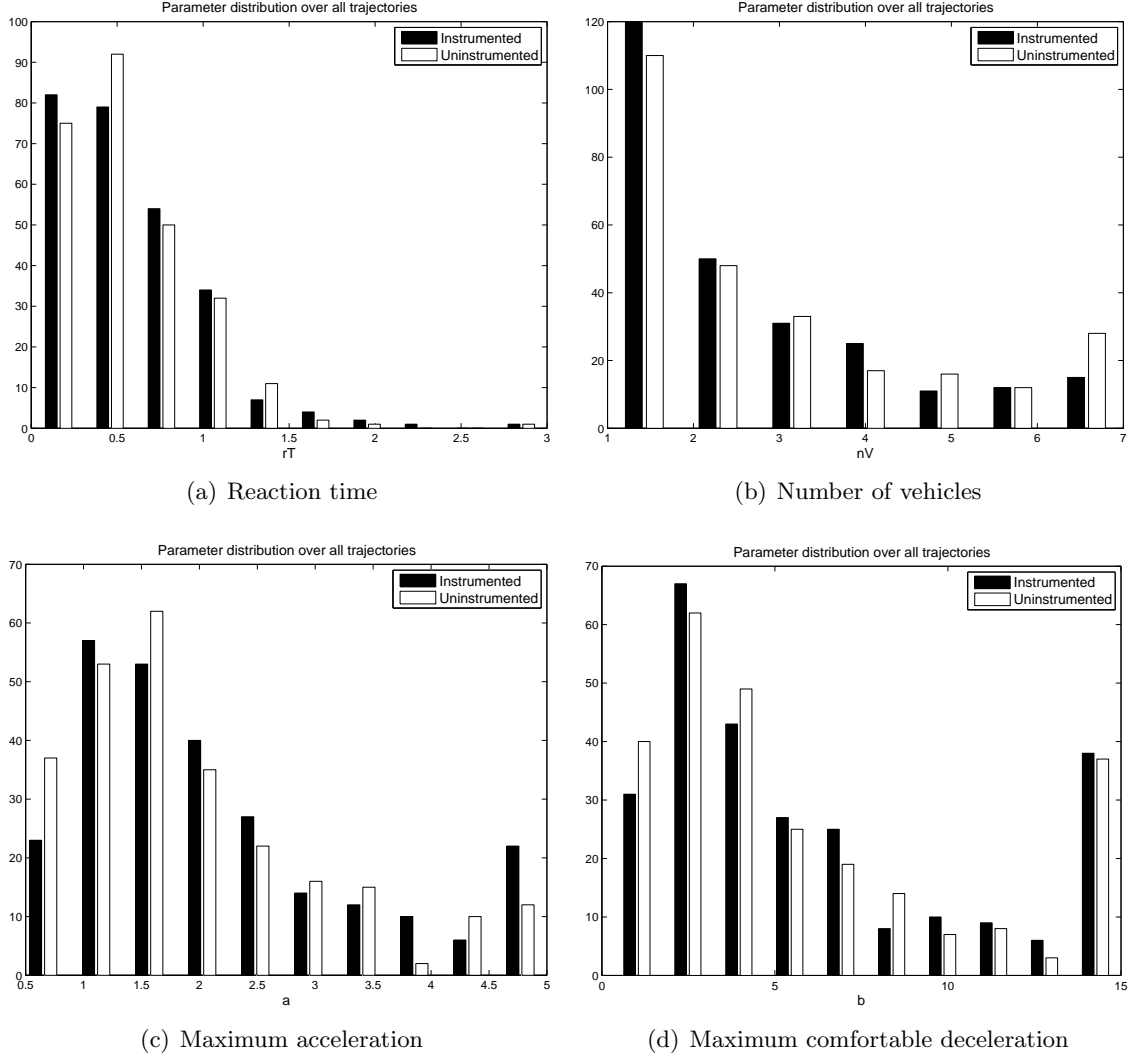 Parameter distribution over all trajectories
100
90
80
70
60
50
40
30
20
10
0
Instrumented
Uninstrumented
0 0.5 1 1.5 2 2.5 3
rT
(a) Reaction time
Parameter distribution over all trajectories
120
100
80
60
40
20
0
Instrumented
Uninstrumented
1 2 3 4 5 6 7
nV
(b) Number of vehicles
Parameter distribution over all trajectories
70
60
50
40
30
20
10
0
Instrumented
Uninstrumented
0.5 1 1.5 2 2.5 3 3.5 4 4.5 5
a
(c) Maximum acceleration
Parameter distribution over all trajectories
70
60
50
40
30
20
10
0
Instrumented
Uninstrumented
0 5 10 15
b
(d) Maximum comfortable deceleration